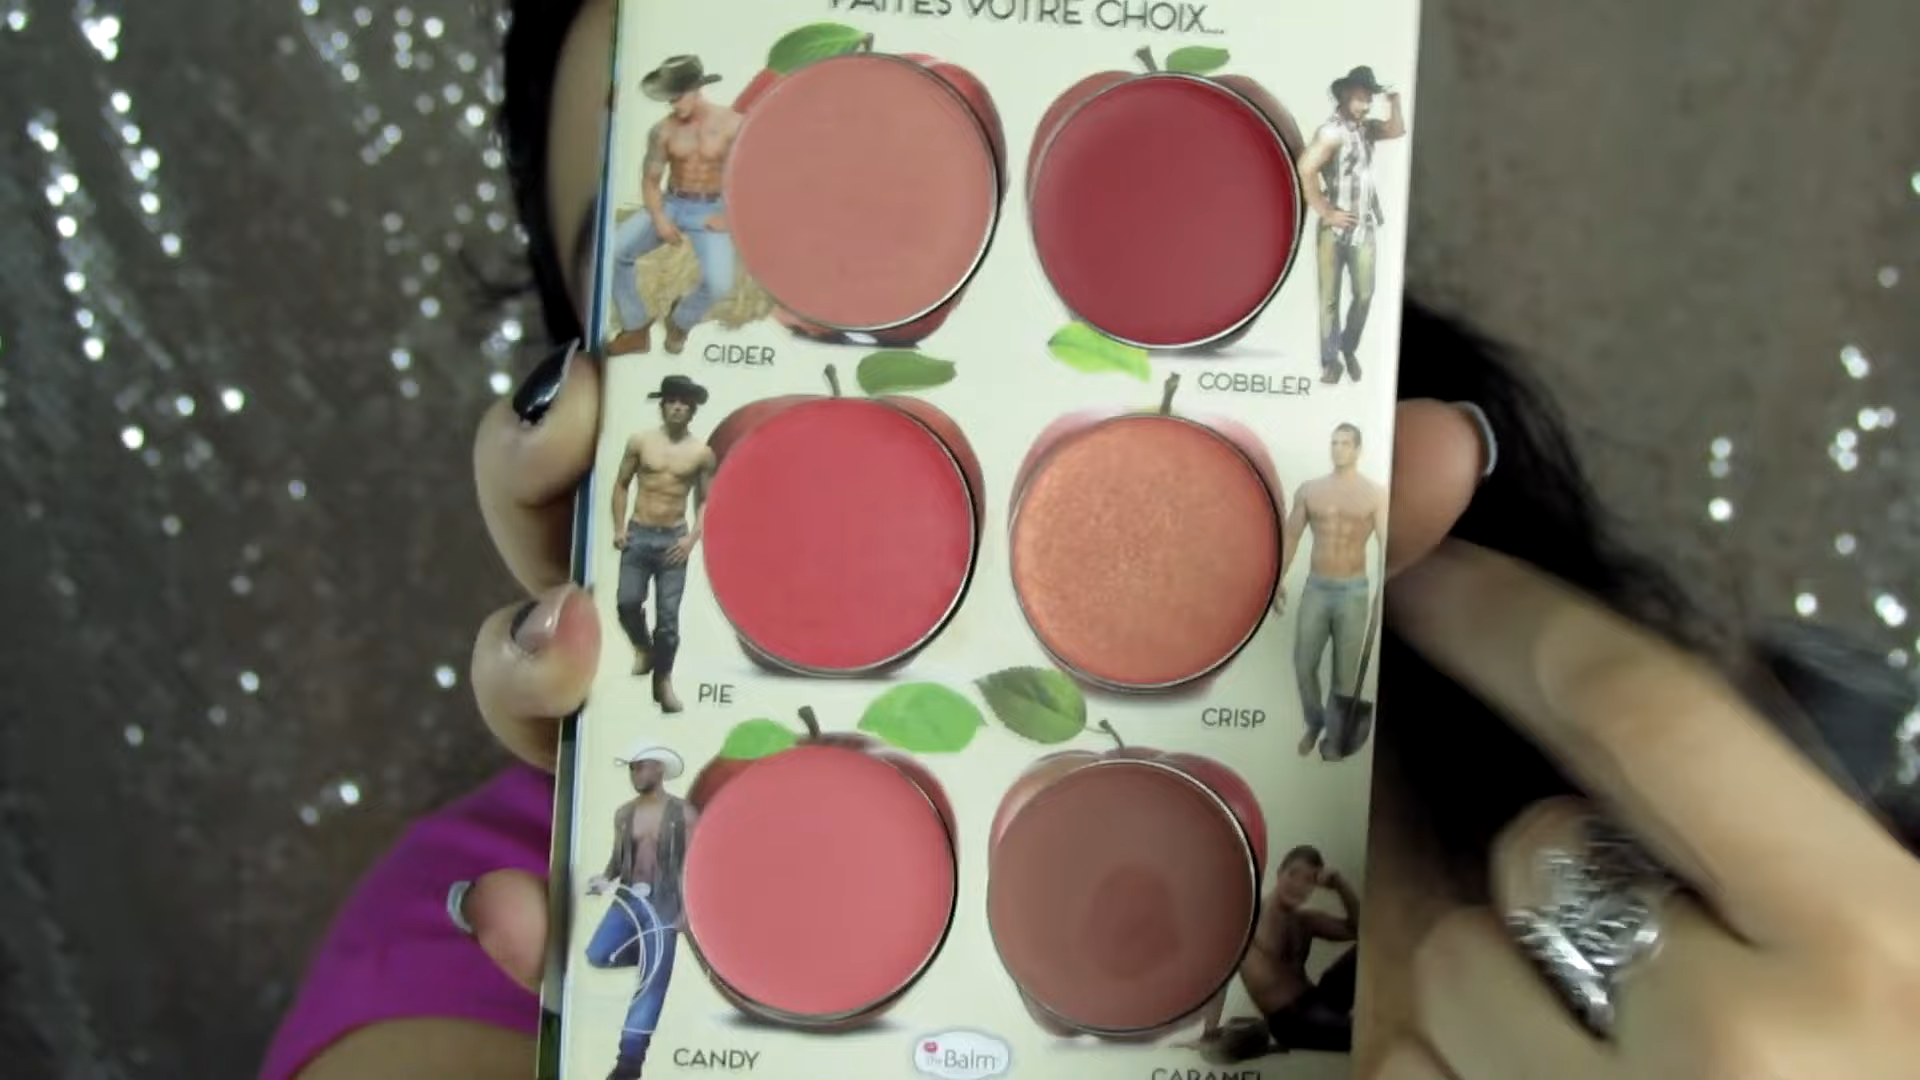 FAITES VOTRE CHOIX...
CIDER
COBBLER
PIE
CRISP
CANDY
theBalm
CARAMEL